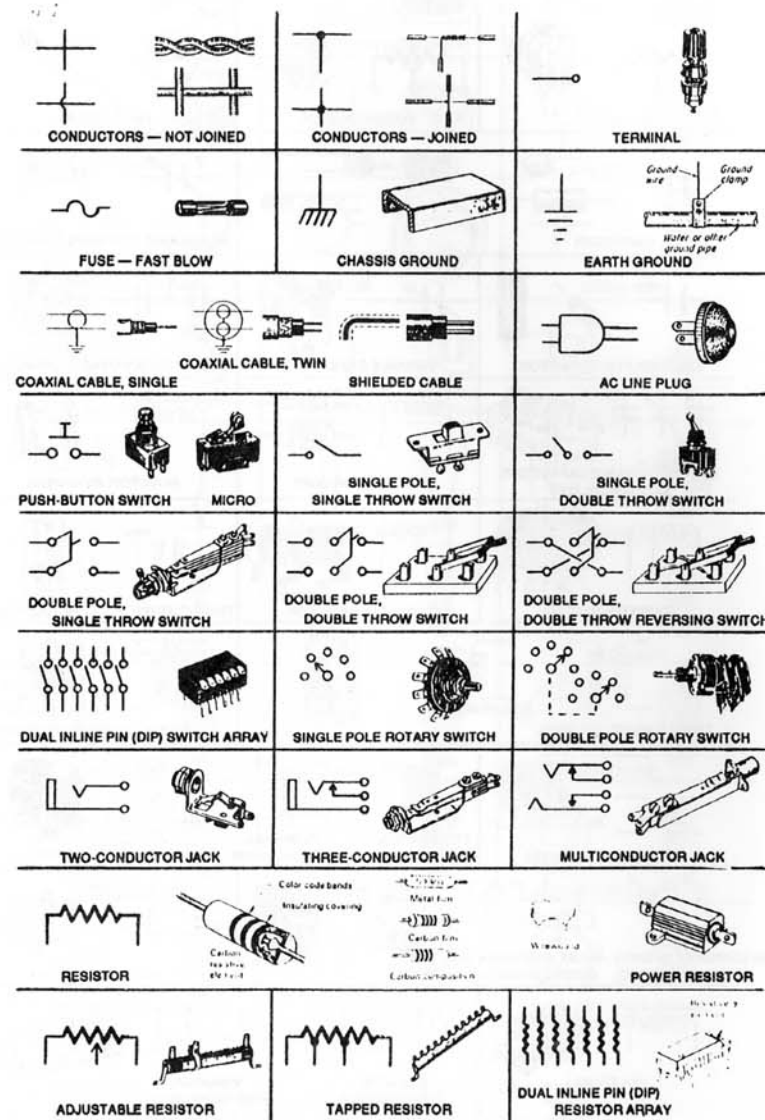 CONDUCTORS — NOT JOINED
CONDUCTORS — JOINED
TERMINAL
Ground wire
Ground clamp
Water or other ground pipe
FUSE — FAST BLOW
CHASSIS GROUND
EARTH GROUND
COAXIAL CABLE, SINGLE
COAXIAL CABLE, TWIN
SHIELDED CABLE
AC LINE PLUG
PUSH-BUTTON SWITCH
MICRO
SINGLE POLE,
SINGLE THROW SWITCH
SINGLE POLE,
DOUBLE THROW SWITCH
DOUBLE POLE,
SINGLE THROW SWITCH
DOUBLE POLE,
DOUBLE THROW SWITCH
DOUBLE POLE,
DOUBLE THROW REVERSING SWITCH
DUAL INLINE PIN (DIP) SWITCH ARRAY
SINGLE POLE ROTARY SWITCH
DOUBLE POLE ROTARY SWITCH
TWO-CONDUCTOR JACK
THREE-CONDUCTOR JACK
MULTICONDUCTOR JACK
Color code bands
Insulating covering
Carbon
Metal film
Carbon film
Carbon composition
RESISTOR
POWER RESISTOR
ADJUSTABLE RESISTOR
TAPPED RESISTOR
DUAL INLINE PIN (DIP)
RESISTOR ARRAY